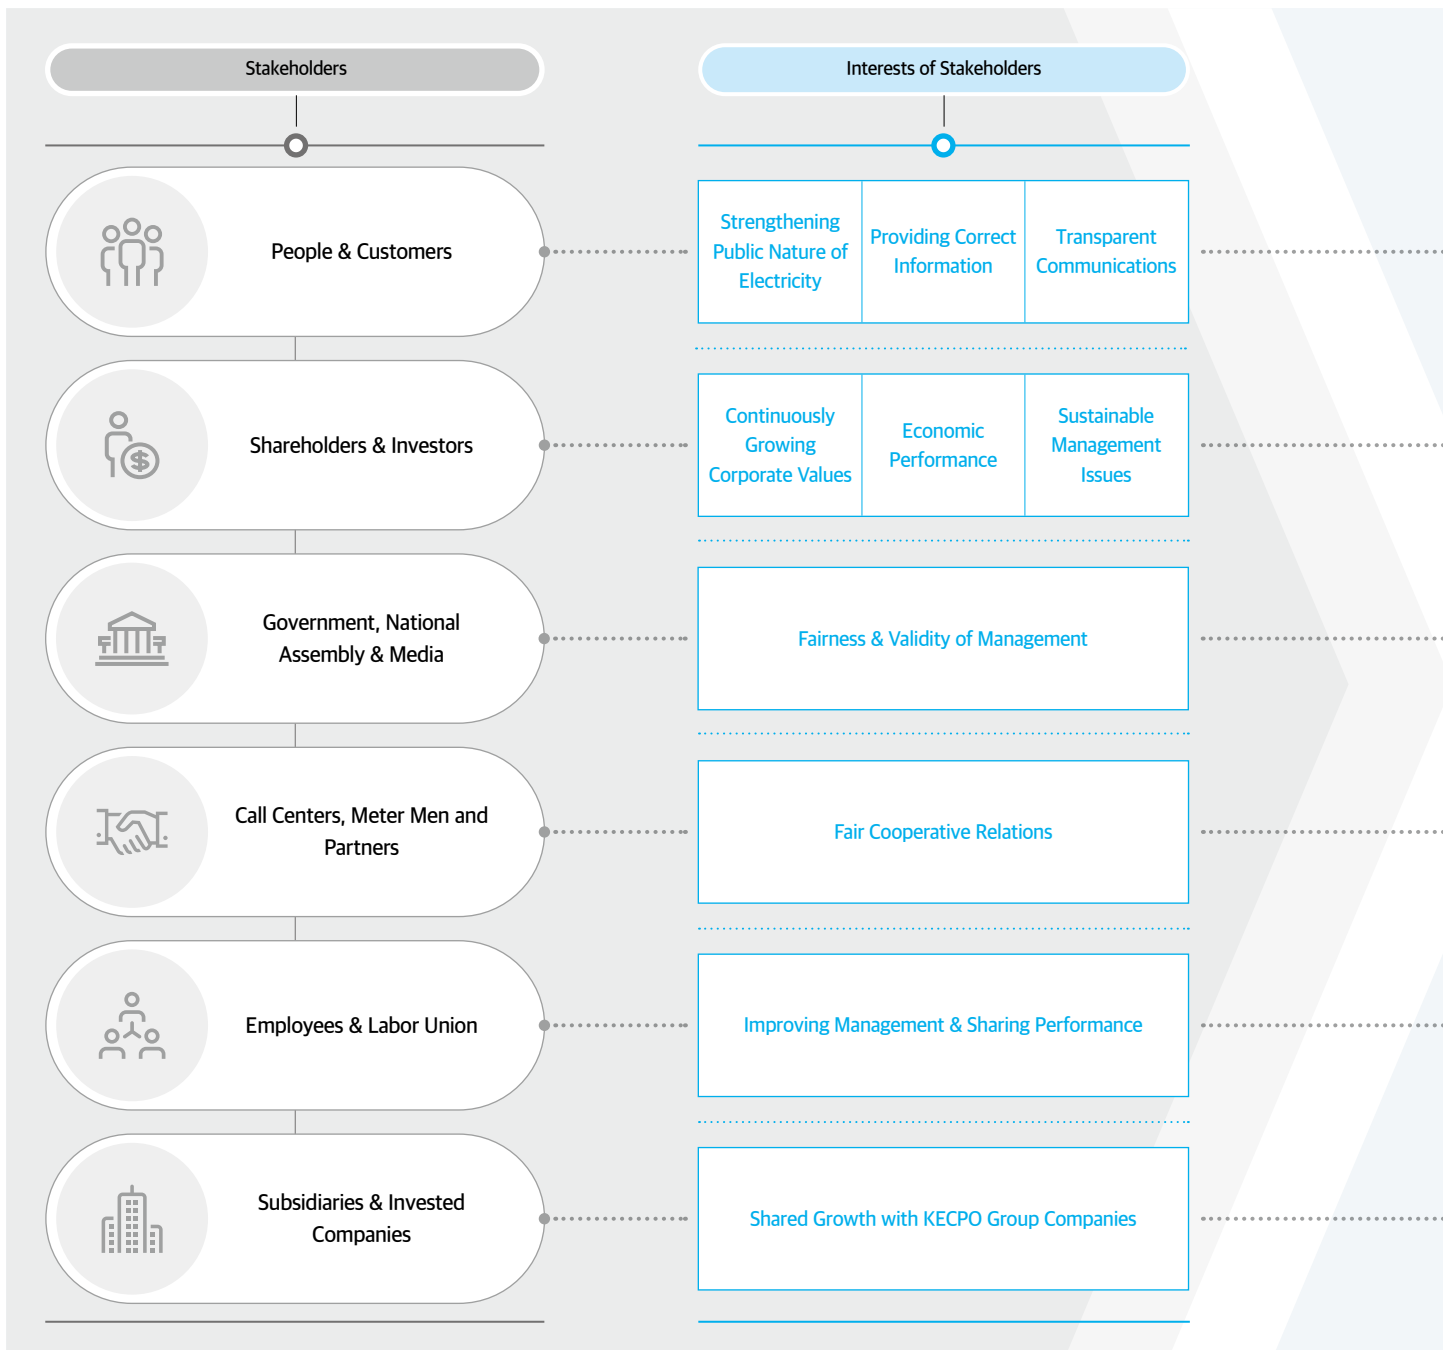 Stakeholders
Interests of Stakeholders
People & Customers
Strengthening
Public Nature of
Electricity
Providing Correct
Information
Transparent
Communications
Shareholders & Investors
Continuously
Growing
Corporate Values
Economic
Performance
Sustainable
Management
Issues
Government, National
Assembly & Media
Fairness & Validity of Management
Call Centers, Meter Men and
Partners
Fair Cooperative Relations
Employees & Labor Union
Improving Management & Sharing Performance
Subsidiaries & Invested
Companies
Shared Growth with KECPO Group Companies